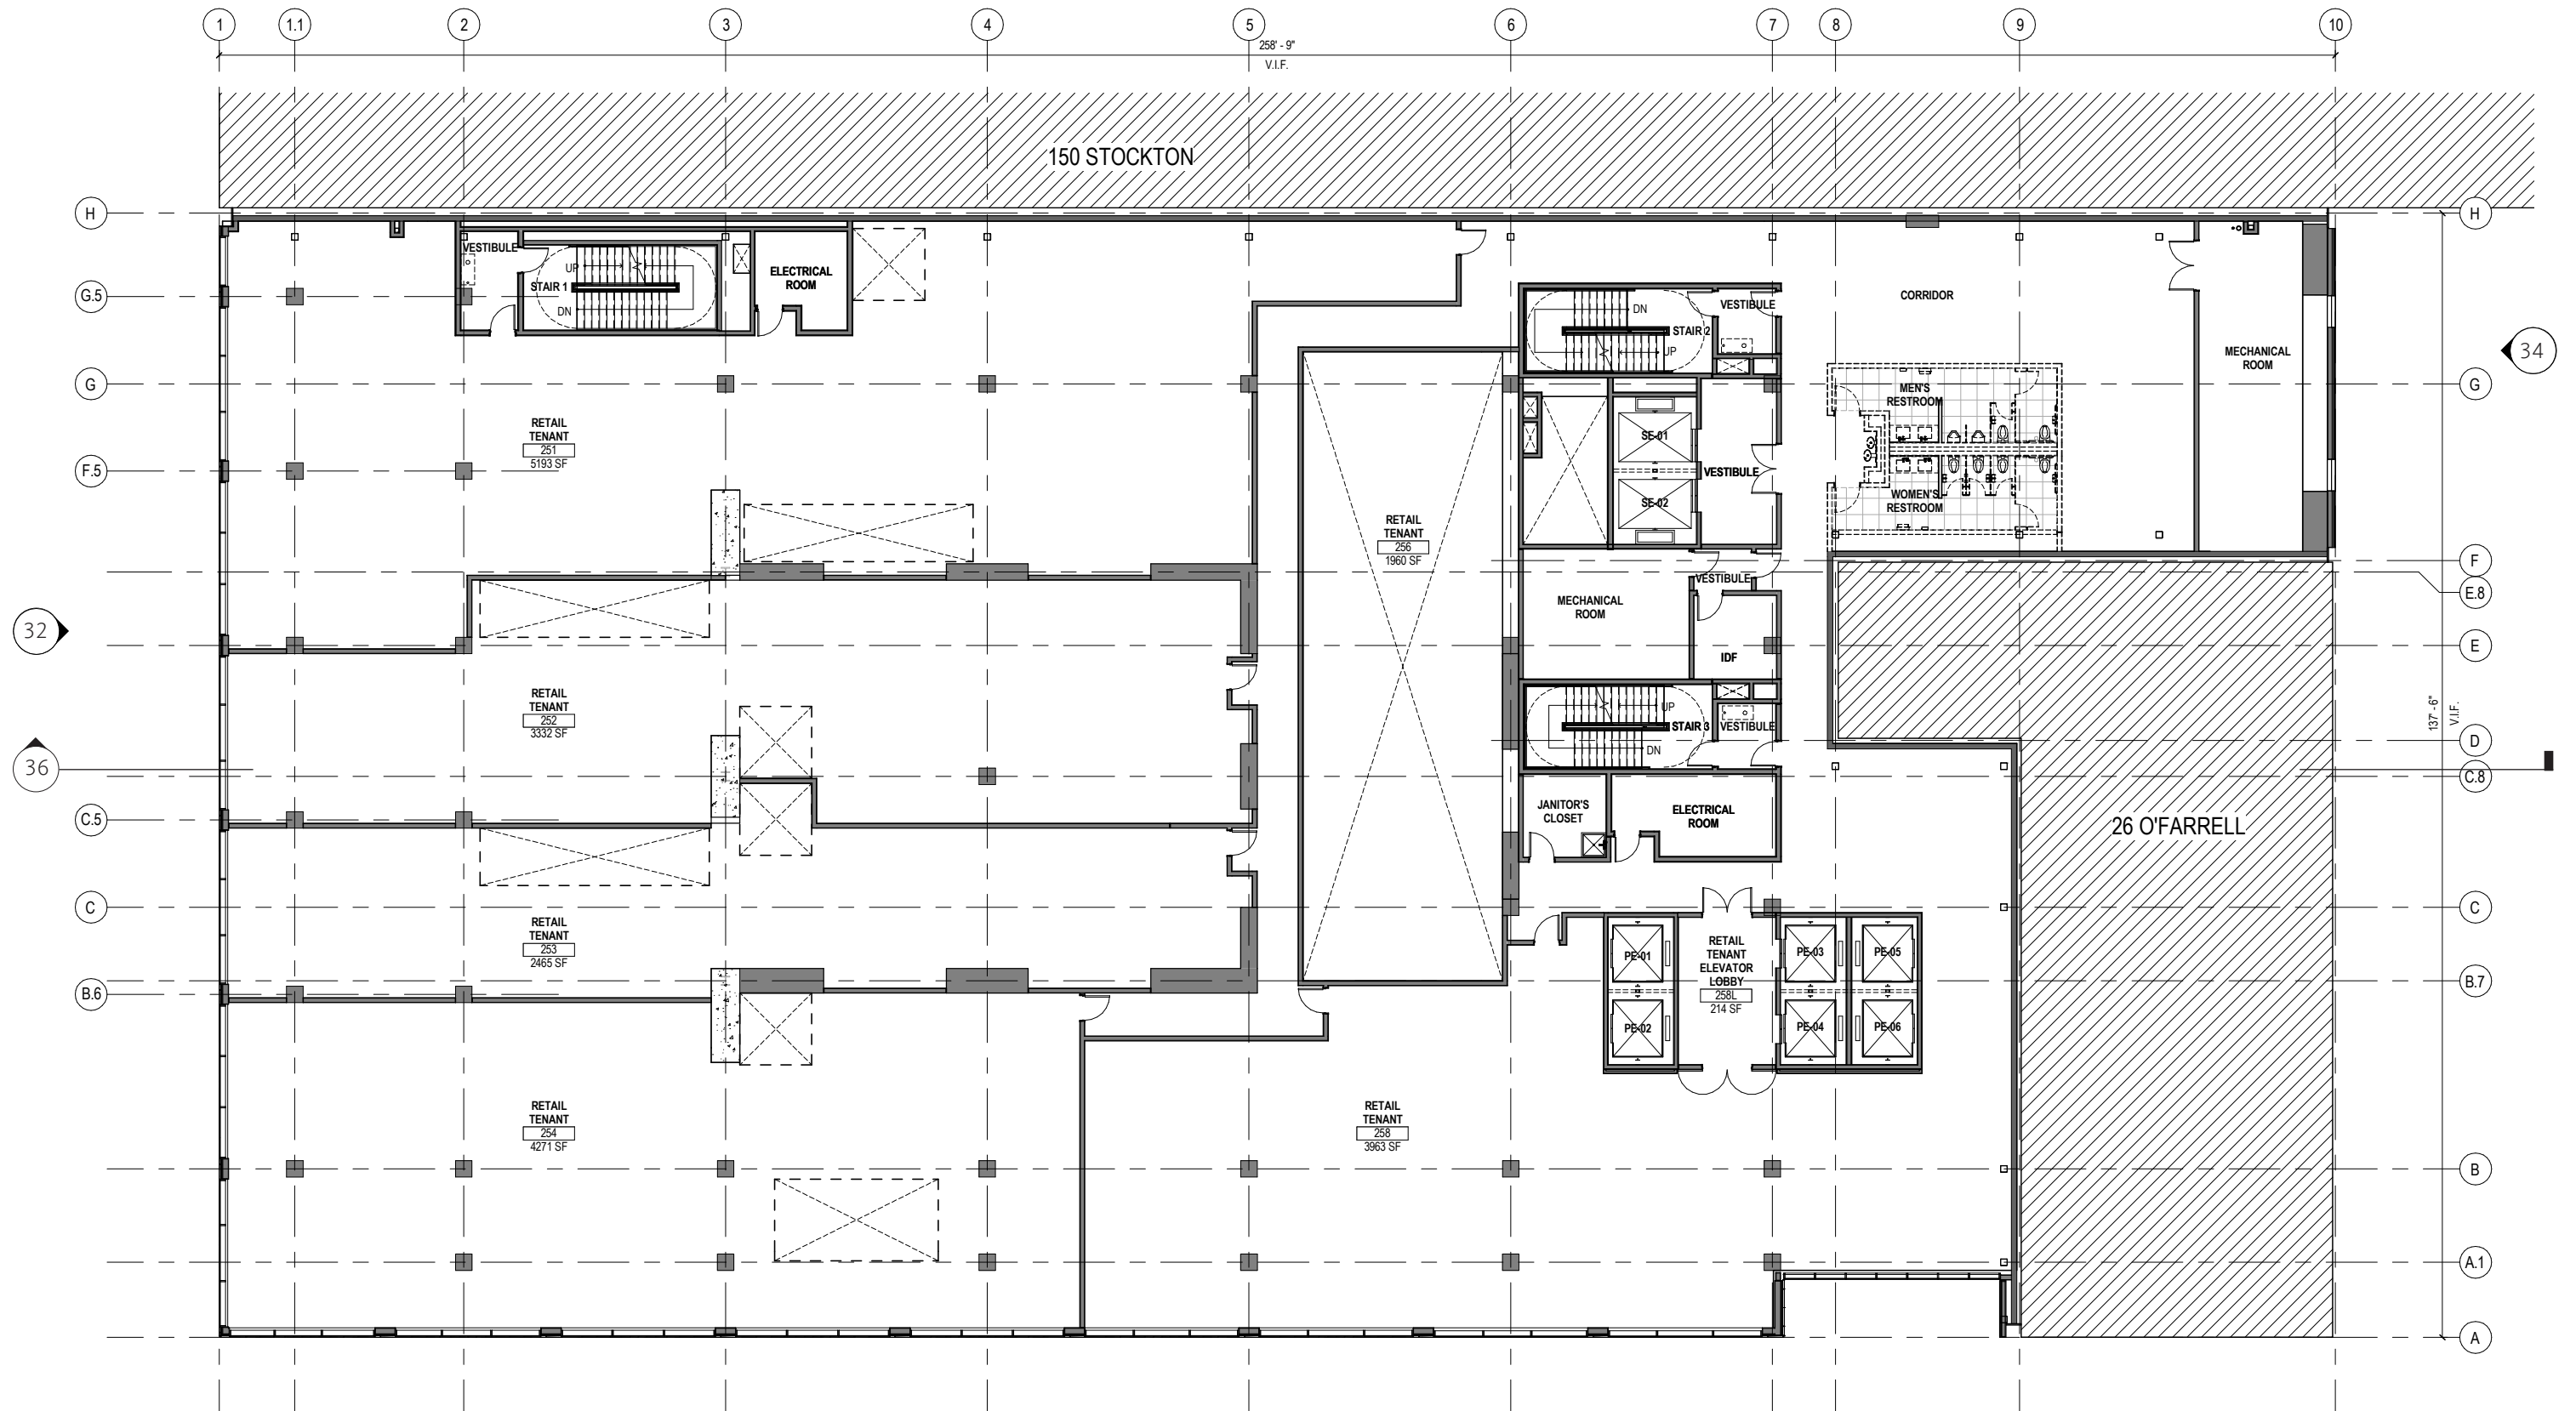 1
1.1
2
3
4
5
6
7
8
9
10
258' - 9"
V.I.F.
150 STOCKTON
H
H
VESTIBULE
UP
STAIR 1
DN
ELECTRICAL
ROOM
G.5
CORRIDOR
VESTIBULE
DN
STAIR 2
UP
MECHANICAL
ROOM
34
G
G
MEN'S
RESTROOM
RETAIL
TENANT
251
5193 SF
SE-01
VESTIBULE
SE-02
F.5
WOMEN'S
RESTROOM
RETAIL
TENANT
256
1960 SF
F
VESTIBULE
E.8
MECHANICAL
ROOM
32
E
IDF
RETAIL
TENANT
252
3332 SF
UP
STAIR 3
VESTIBULE
DN
137' - 6"
V.I.F.
D
36
C.8
C.5
JANITOR'S
CLOSET
ELECTRICAL
ROOM
26 O'FARRELL
C
C
RETAIL
TENANT
253
2465 SF
PE-01
RETAIL
TENANT
ELEVATOR
LOBBY
258L
214 SF
PE-03
PE-05
B.6
B.7
PE-02
PE-04
PE-06
RETAIL
TENANT
254
4271 SF
RETAIL
TENANT
258
3963 SF
B
A.1
A